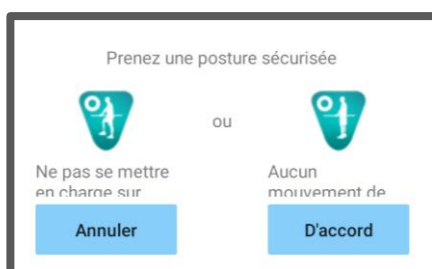 Prenez une posture sécurisée
ou
Ne pas se mettre
en charge sur
Aucun
mouvement de
Annuler
D'accord